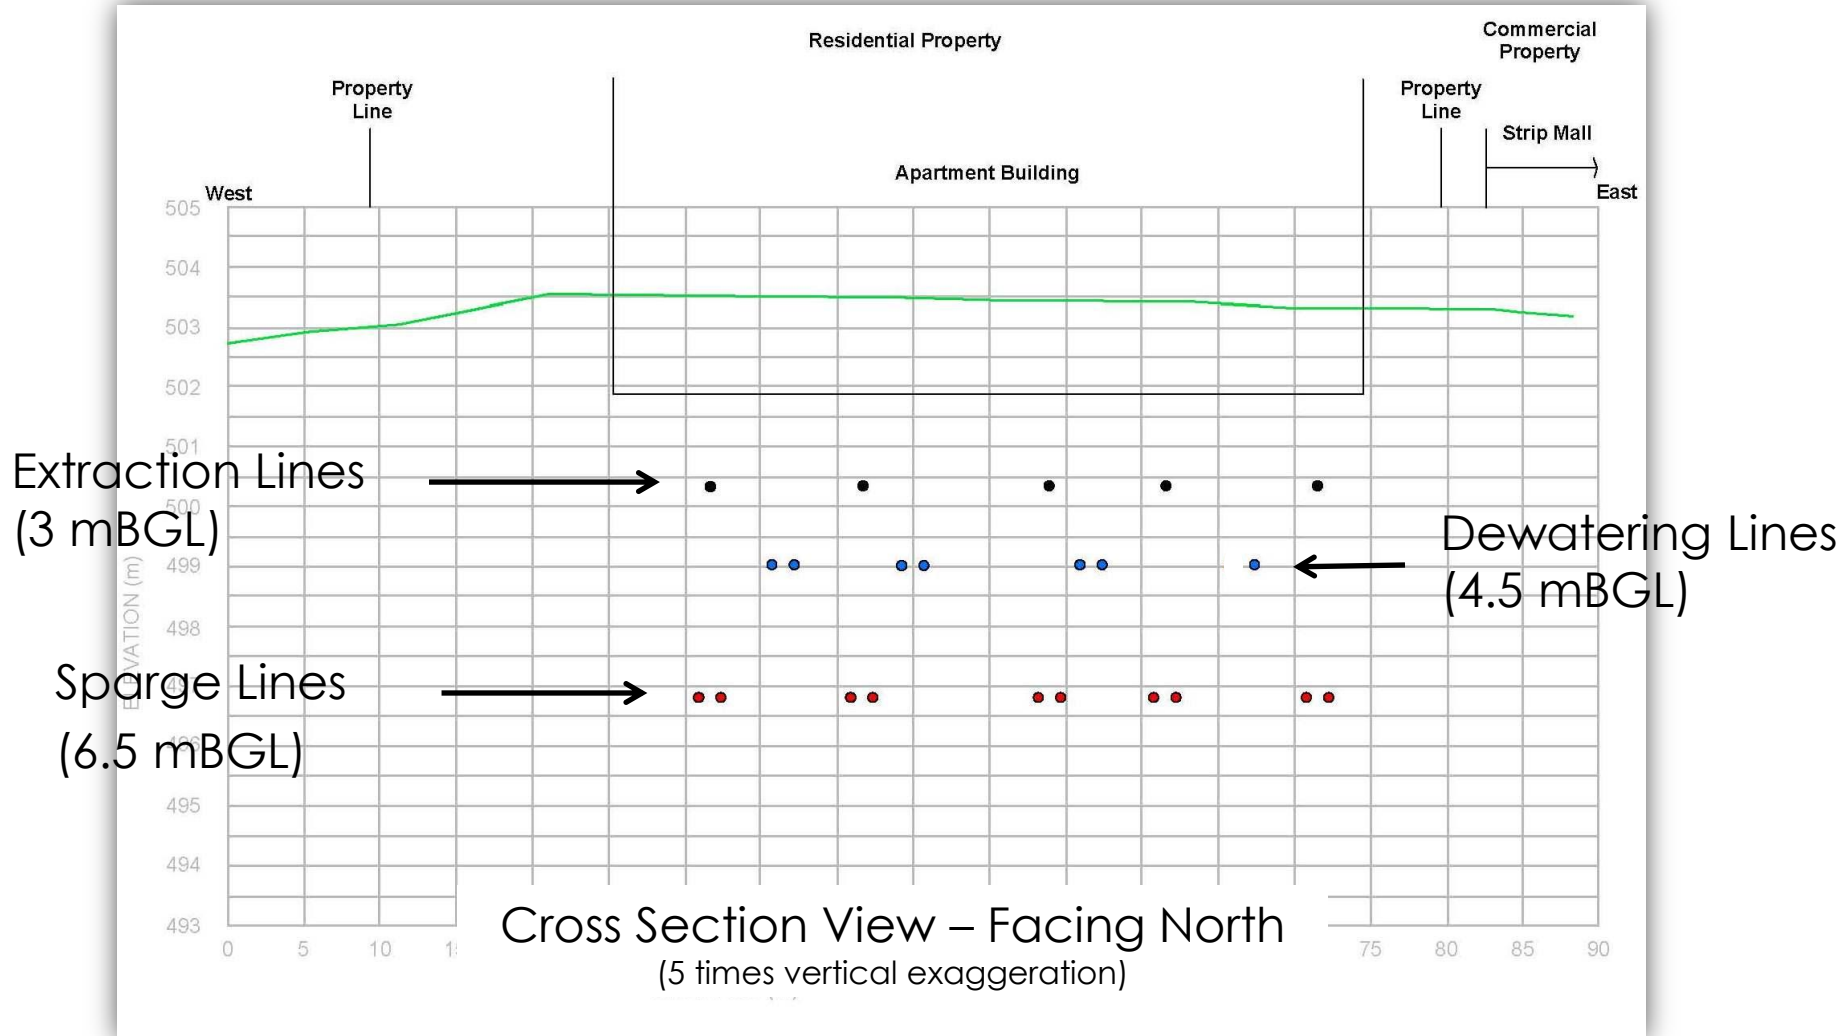 Residential Property
Commercial
Property
Property
Line
Property
Line
Strip Mall
Apartment Building
West
East
505
504
503
502
501
Extraction Lines
(3 mBGL)
500
Dewatering Lines
(4.5 mBGL)
499
ELEVATION (m)
498
Sparge Lines
(6.5 mBGL)
497
496
495
494
493
Cross Section View – Facing North
(5 times vertical exaggeration)
0 5 10 75 80 85 90